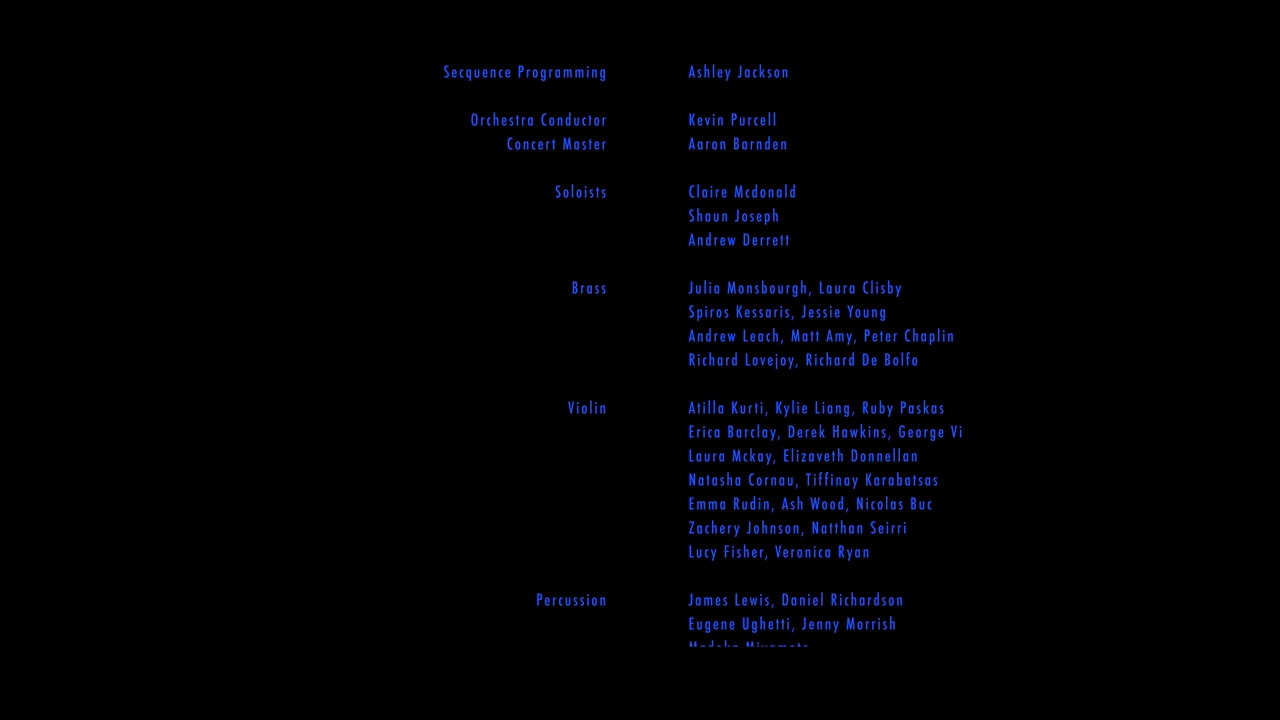 Secquence Programming Ashley Jackson
Orchestra Conductor Kevin Purcell
Concert Master Aaron Barnden
Soloists Claire Mcdonald
Shaun Joseph
Andrew Derrett
Brass Julia Monsbourgh, Laura Clisby
Spiros Kessaris, Jessie Young
Andrew Leach, Matt Amy, Peter Chaplin
Richard Lovejoy, Richard De Bolfo
Violin Atilla Kurti, Kylie Liang, Ruby Paskas
Erica Barclay, Derek Hawkins, George Vi
Laura Mckay, Elizaveth Donnellan
Natasha Cornau, Tiffinay Karabatsas
Emma Rudin, Ash Wood, Nicolas Buc
Zachery Johnson, Natthan Seirri
Lucy Fisher, Veronica Ryan
Percussion James Lewis, Daniel Richardson
Eugene Ughetti, Jenny Morrish